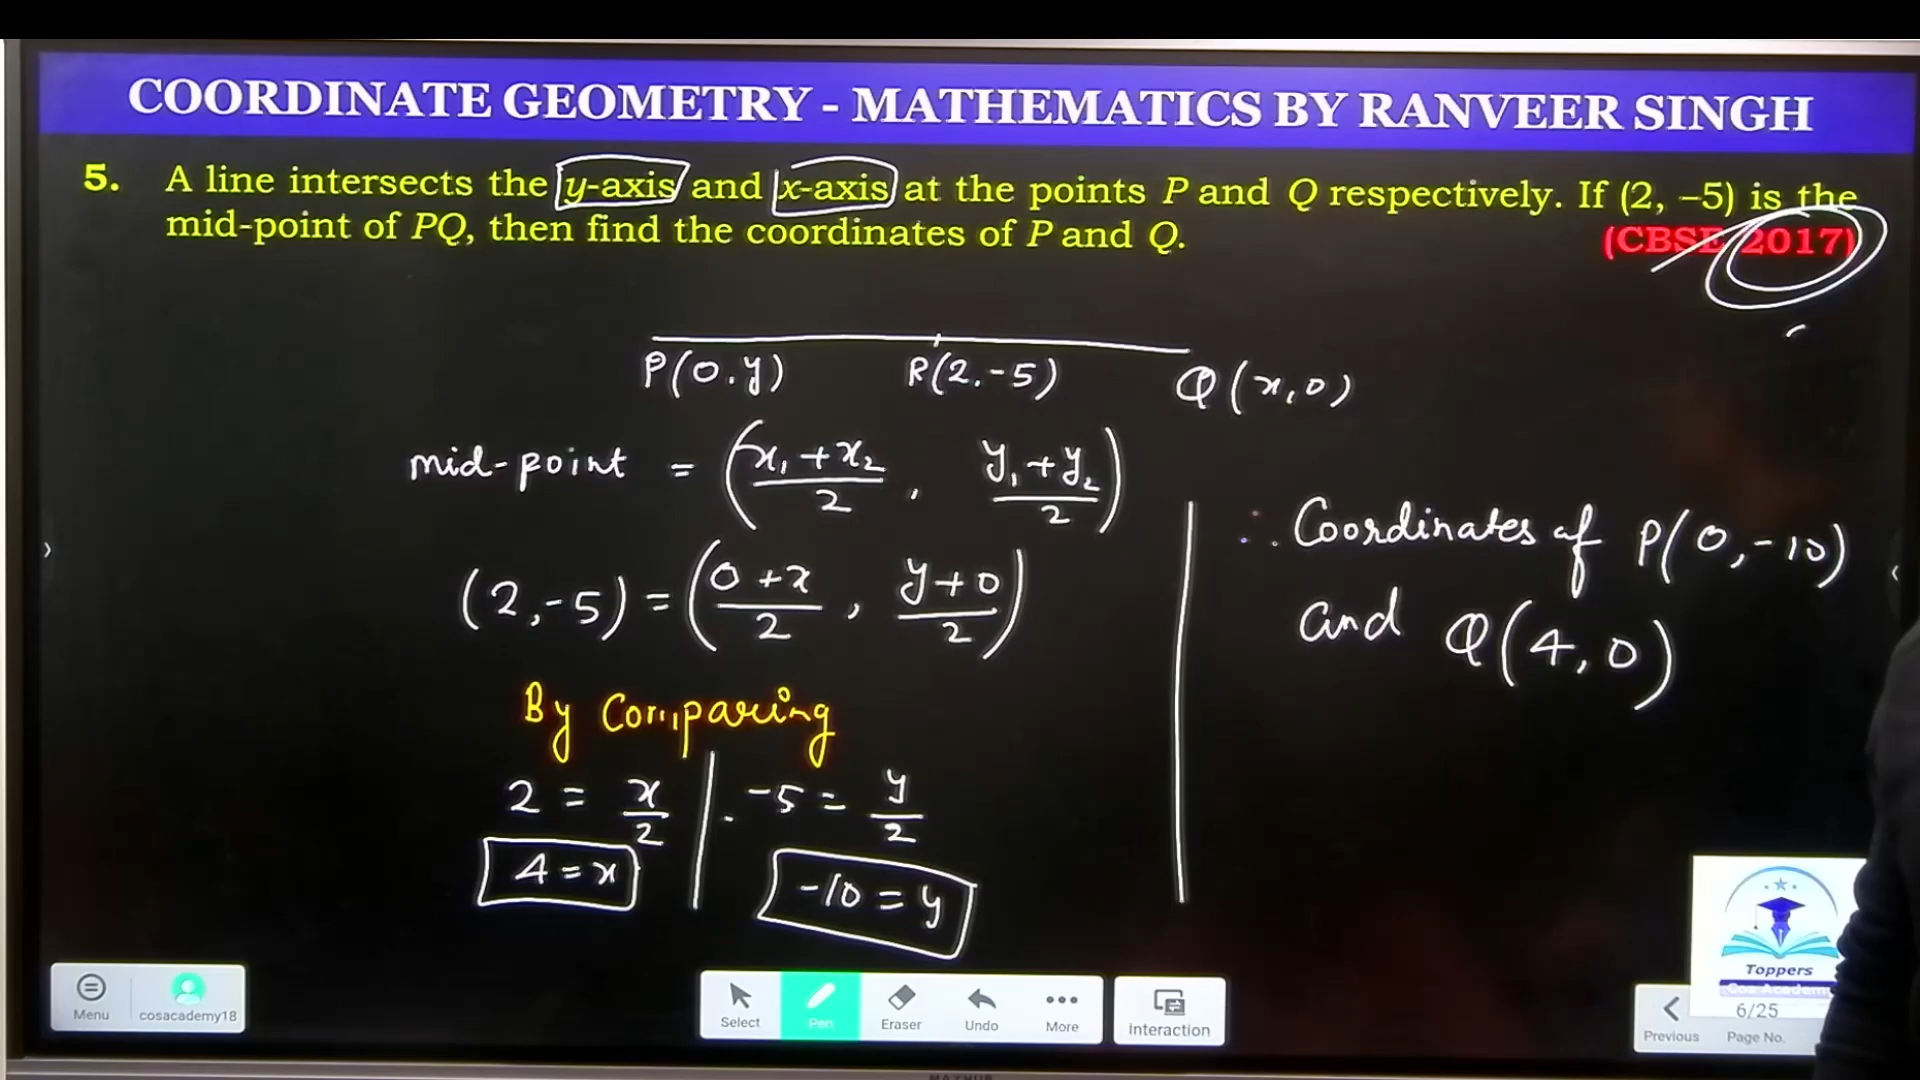 COORDINATE GEOMETRY - MATHEMATICS BY RANVEER SINGH
5. A line intersects the y-axis and x-axis at the points P and Q respectively. If (2, –5) is the
mid-point of PQ, then find the coordinates of P and Q. (CBSE 2017)
P(0,y) R(2,-5) Q(x,0)
mid-point = ((x₁+x₂)/2, (y₁+y₂)/2)
(2,-5) = ((0+x)/2, (y+0)/2)
By Comparing
2 = x/2
4 = x
-5 = y/2
-10 = y
∴ Coordinates of P(0,-10)
and Q(4,0)
Toppers
Cos Academy
Menu
cosacademy18
Select
Pen
Eraser
Undo
More
Interaction
Previous
6/25
Page No.